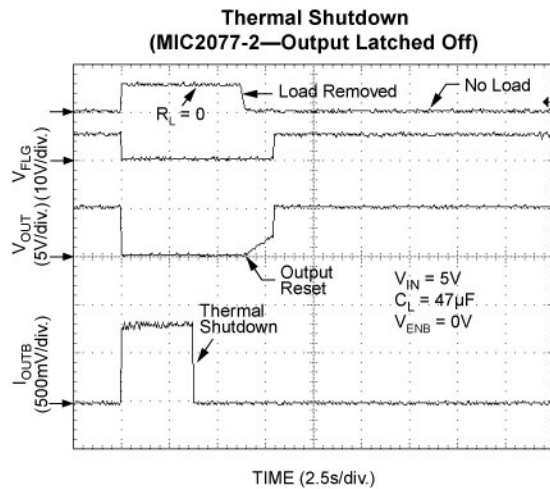 Thermal Shutdown
(MIC2077-2—Output Latched Off)
Load Removed
No Load
RL = 0
VFLG
(10V/div.)
VOUT
(5V/div.)
Output
Reset
VIN = 5V
CL = 47µF
VENB = 0V
Thermal
Shutdown
IOUTB
(500mV/div.)
TIME (2.5s/div.)